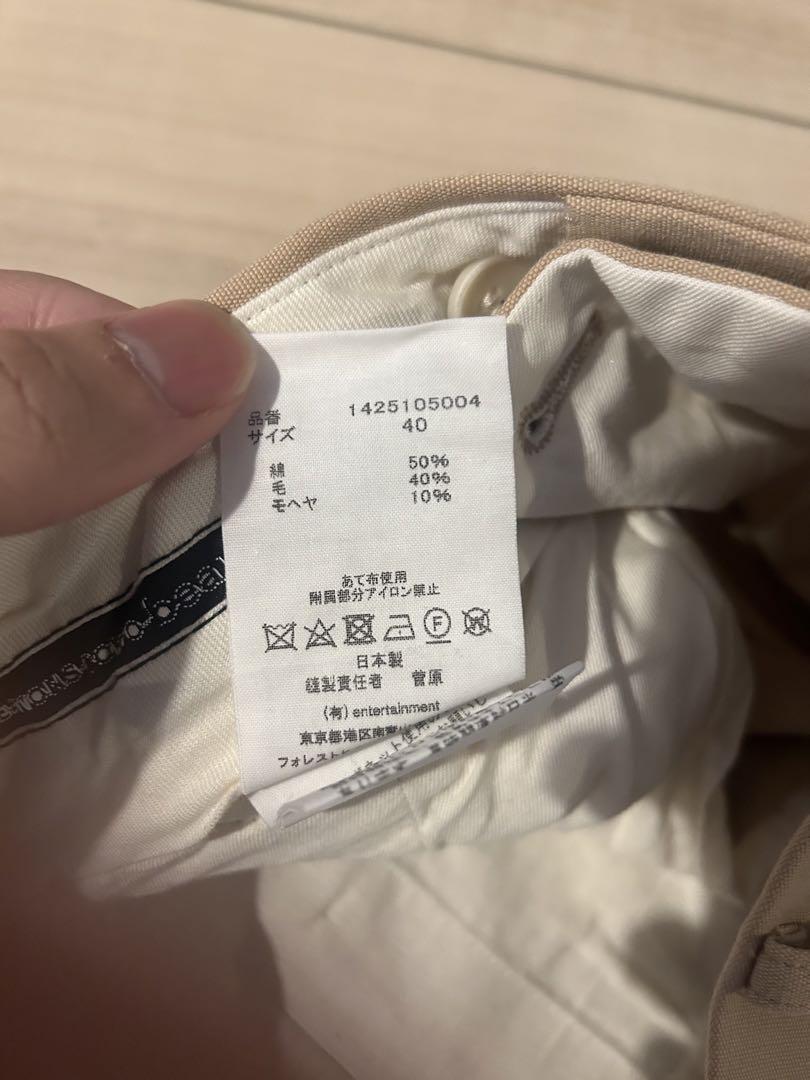 品番 1425105004
サイズ 40
綿 50%
毛 40%
モヘヤ 10%
あて布使用
附属部分アイロン禁止
F
W
日本製
縫製責任者 菅原
(有) entertainment
東京都港区南青
フォレスト